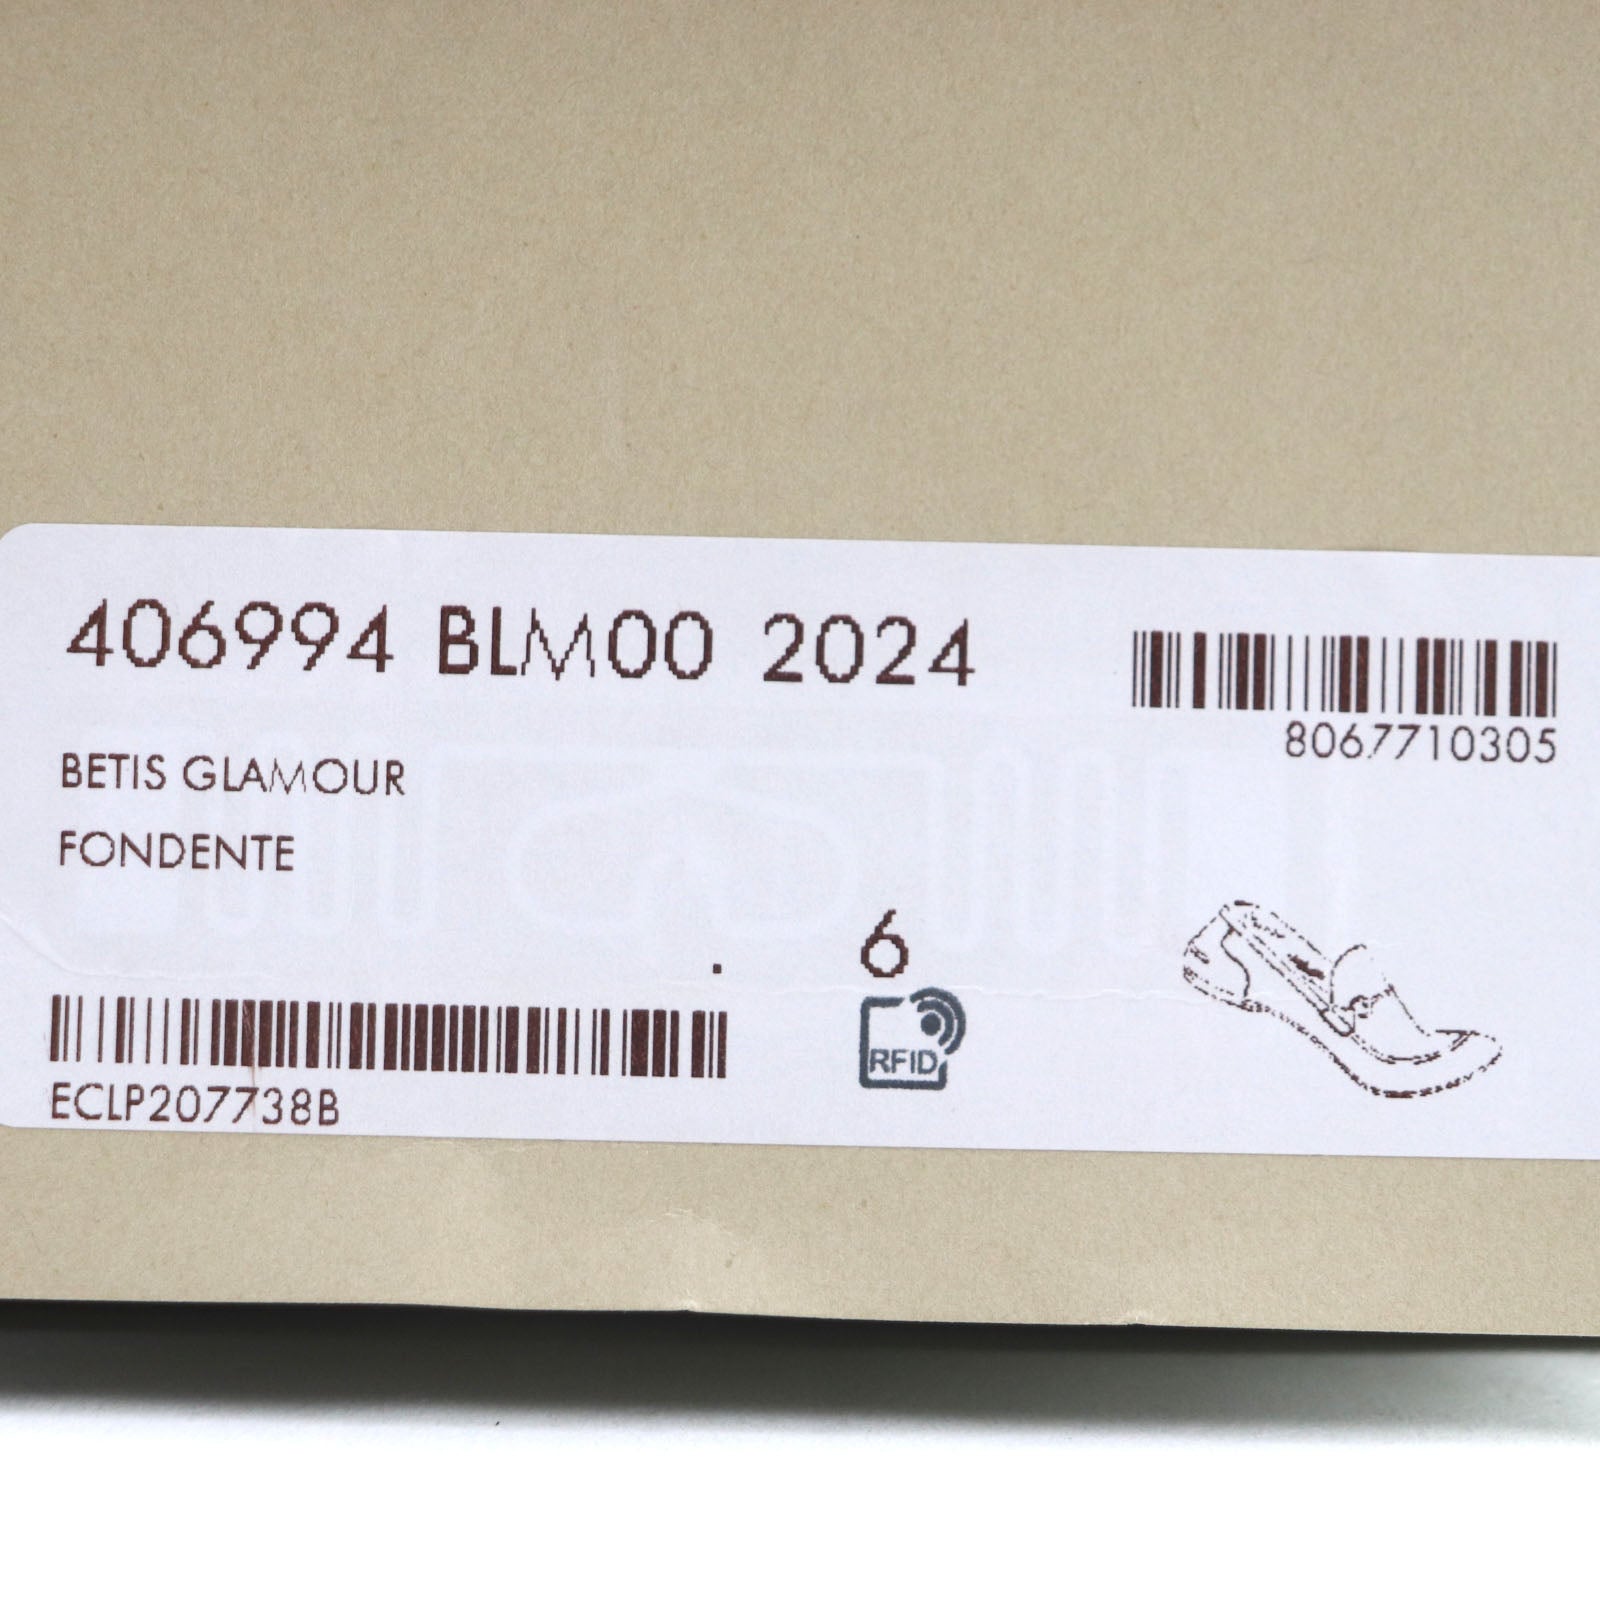 406994 BLM00 2024
8067710305
BETIS GLAMOUR
FONDENTE
. 6
RFID
ECLP207738B